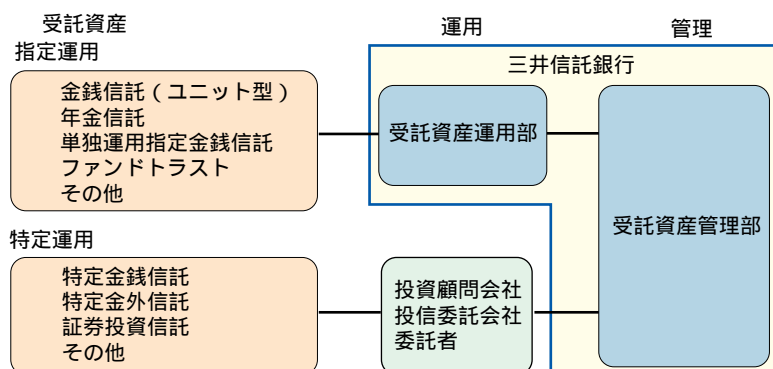 受託資産
運用
管理
指定運用
三井信託銀行
金銭信託（ユニット型）
年金信託
単独運用指定金銭信託
ファンドトラスト
その他
受託資産運用部
受託資産管理部
特定運用
特定金銭信託
特定金外信託
証券投資信託
その他
投資顧問会社
投信委託会社
委託者